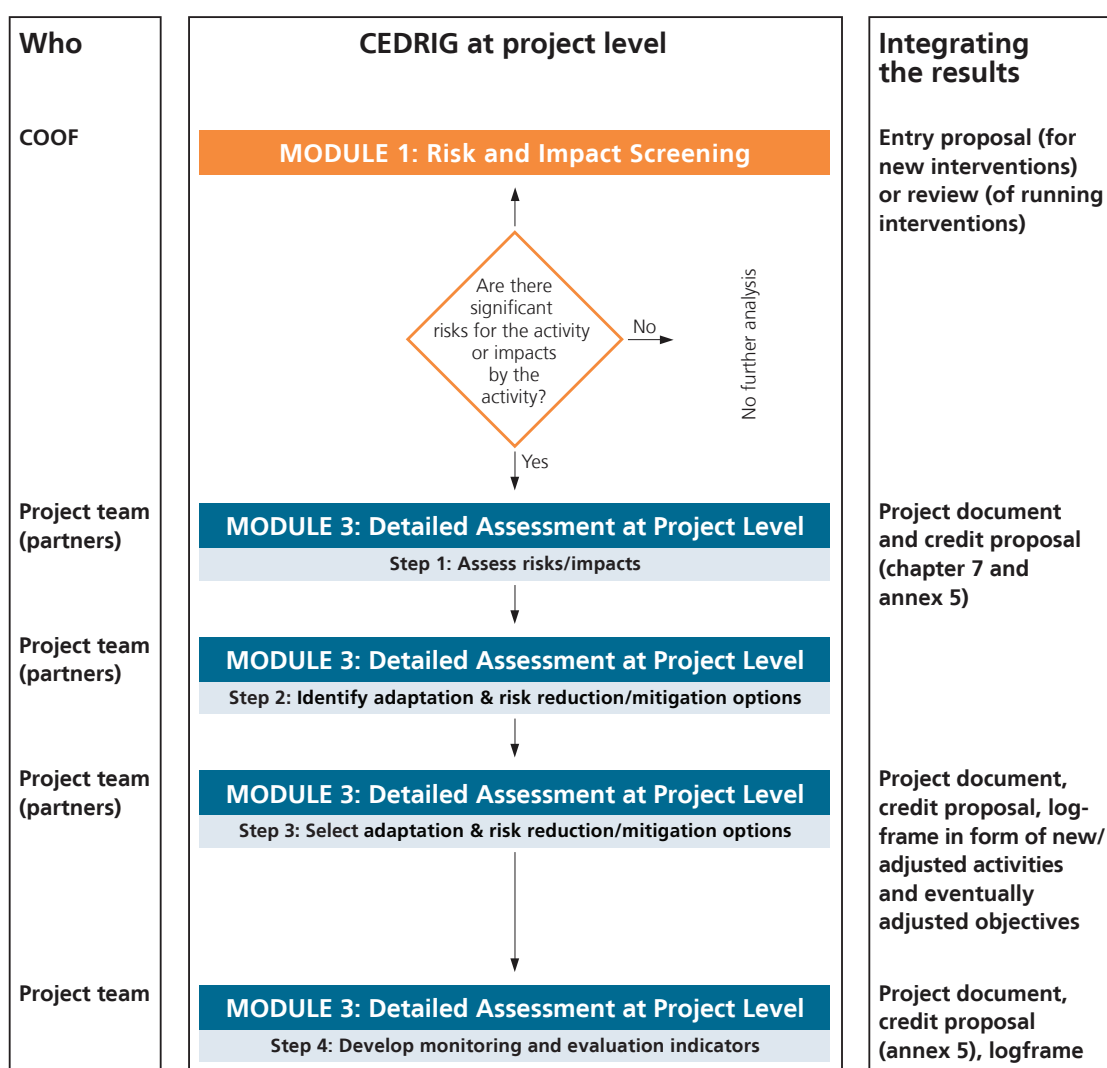 Who
CEDRIG at project level
Integrating
the results
COOF
MODULE 1: Risk and Impact Screening
Entry proposal (for
new interventions)
or review (of running
interventions)
Are there
significant
risks for the activity
or impacts
by the
activity?
No
No further analysis
Yes
Project team
(partners)
MODULE 3: Detailed Assessment at Project Level
Step 1: Assess risks/impacts
Project document
and credit proposal
(chapter 7 and
annex 5)
Project team
(partners)
MODULE 3: Detailed Assessment at Project Level
Step 2: Identify adaptation & risk reduction/mitigation options
Project team
(partners)
MODULE 3: Detailed Assessment at Project Level
Step 3: Select adaptation & risk reduction/mitigation options
Project document,
credit proposal, log-
frame in form of new/
adjusted activities
and eventually
adjusted objectives
Project team
MODULE 3: Detailed Assessment at Project Level
Step 4: Develop monitoring and evaluation indicators
Project document,
credit proposal
(annex 5), logframe